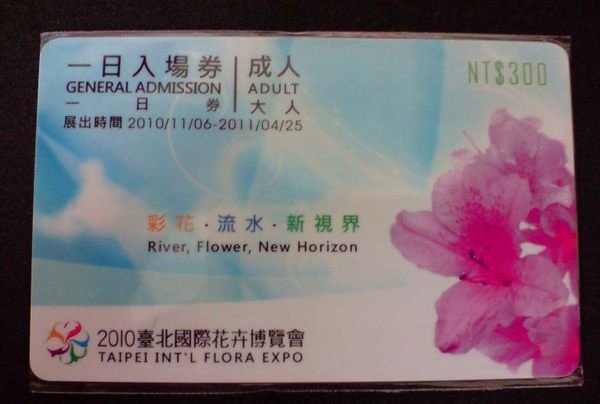 一日入場券 成人 NT$300
GENERAL ADMISSION ADULT
一日券 大人
展出時間 2010/11/06-2011/04/25
彩花·流水·新視界
River, Flower, New Horizon
2010臺北國際花卉博覽會
TAIPEI INT'L FLORA EXPO